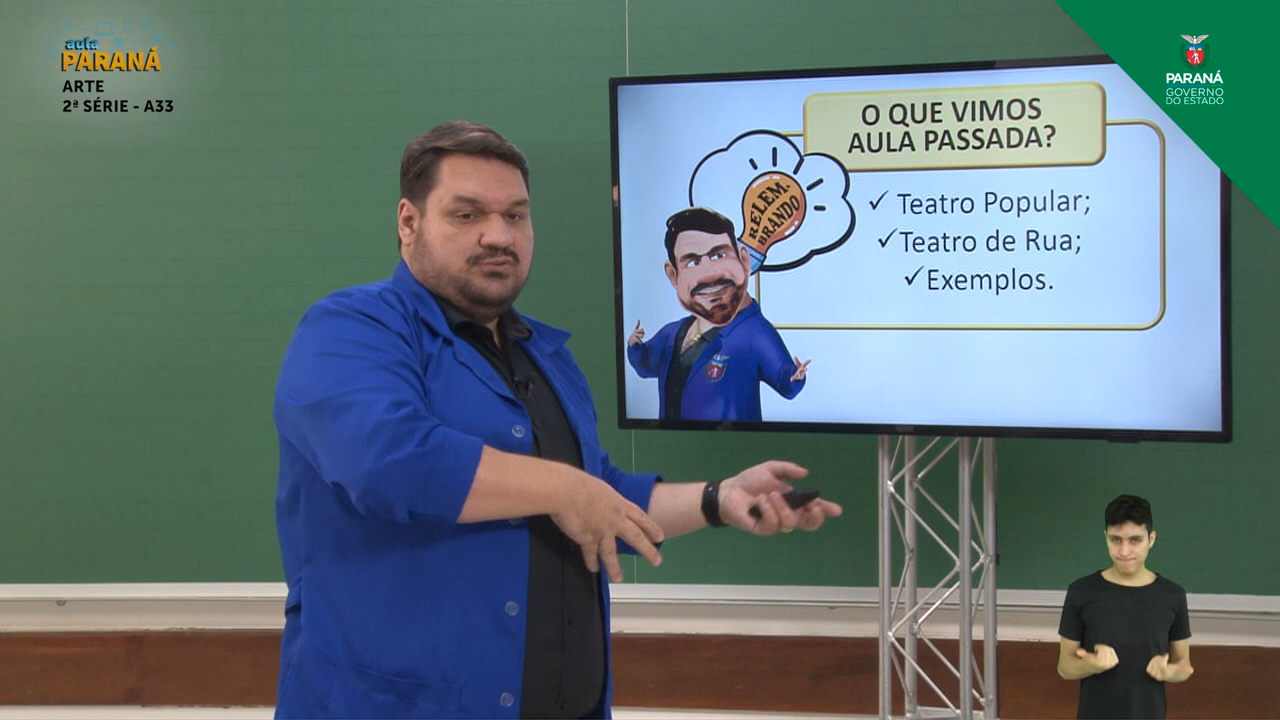 aula
PARANÁ
ARTE
2ª SÉRIE - A33
PARANÁ
GOVERNO
DO ESTADO
O QUE VIMOS
AULA PASSADA?
RELEM-
BRANDO
✓ Teatro Popular;
✓Teatro de Rua;
✓Exemplos.